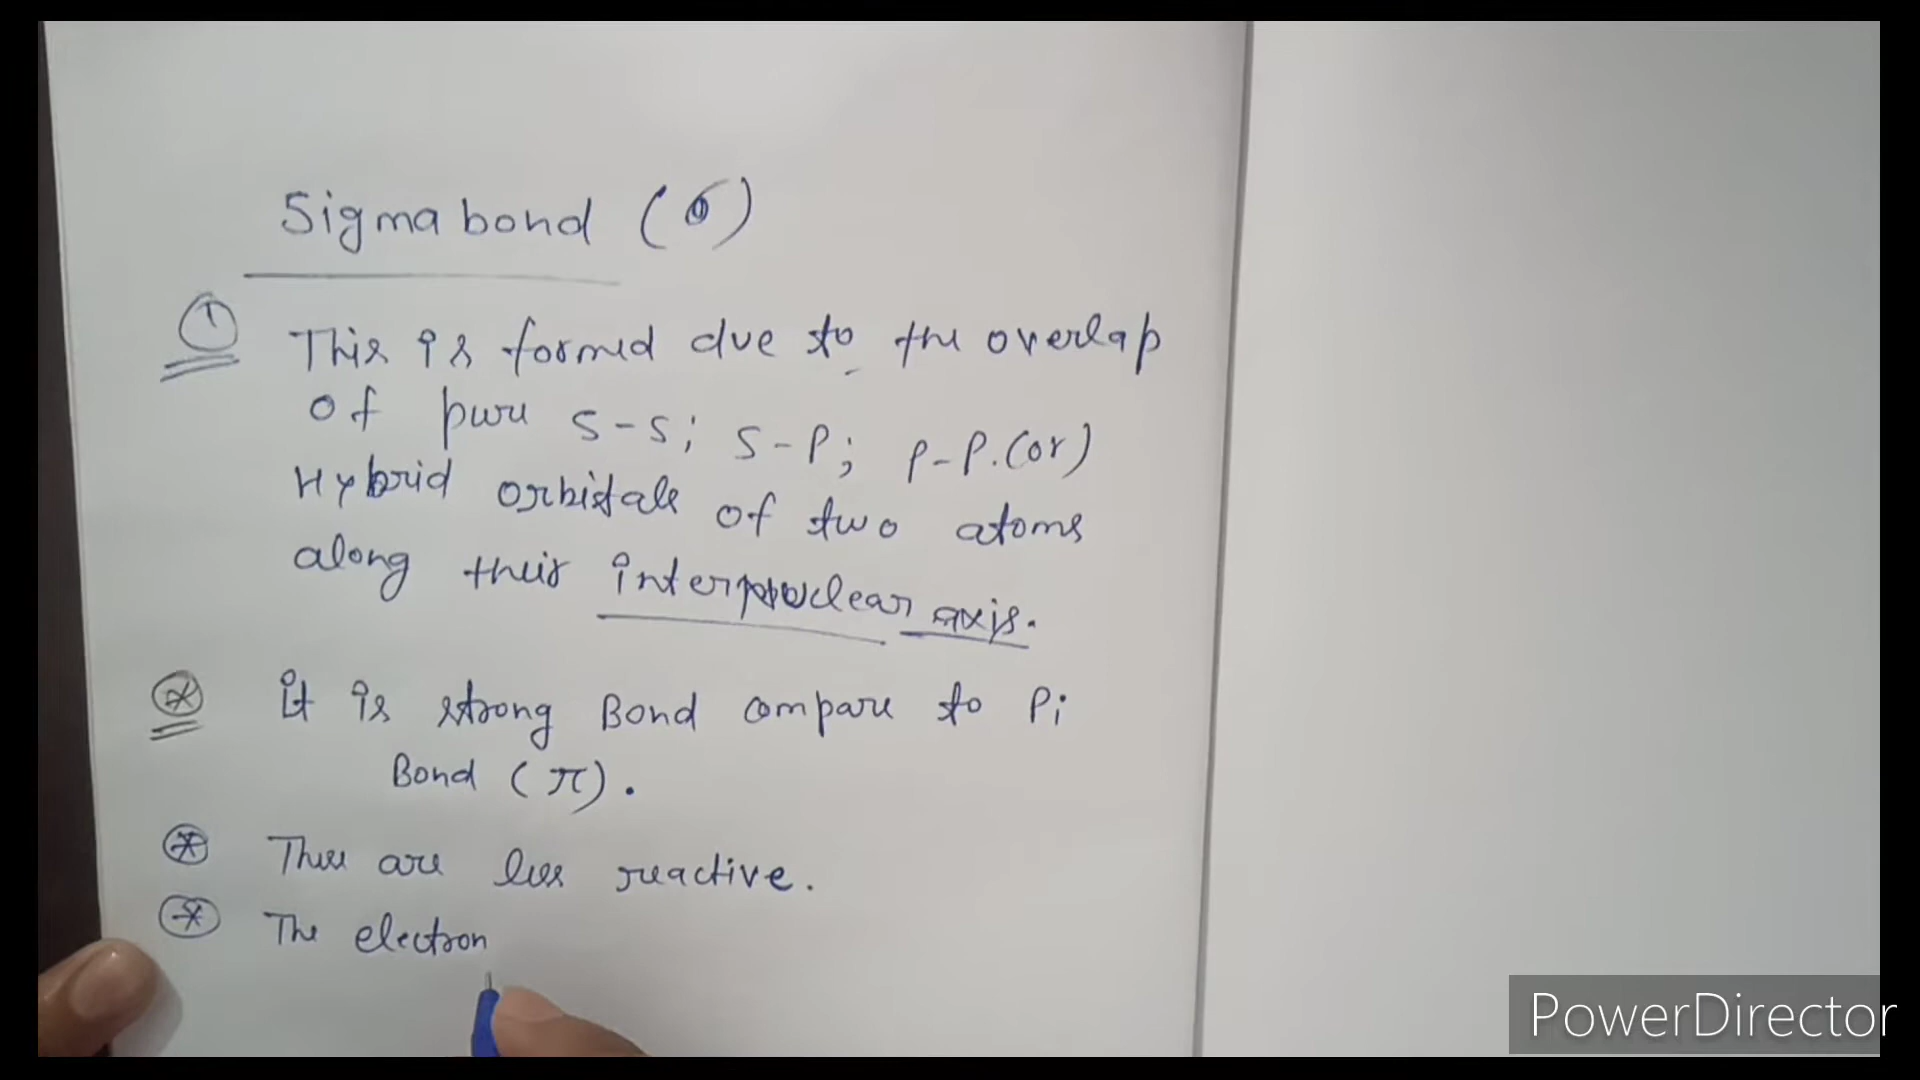 Sigma bond (σ)
1 This is formed due to the overlap
of pure s-s; s-p; p-p. (or)
Hybrid orbitals of two atoms
along their internuclear axis.
It is strong Bond compare to Pi
Bond (π).
These are less reactive.
The electron
PowerDirector